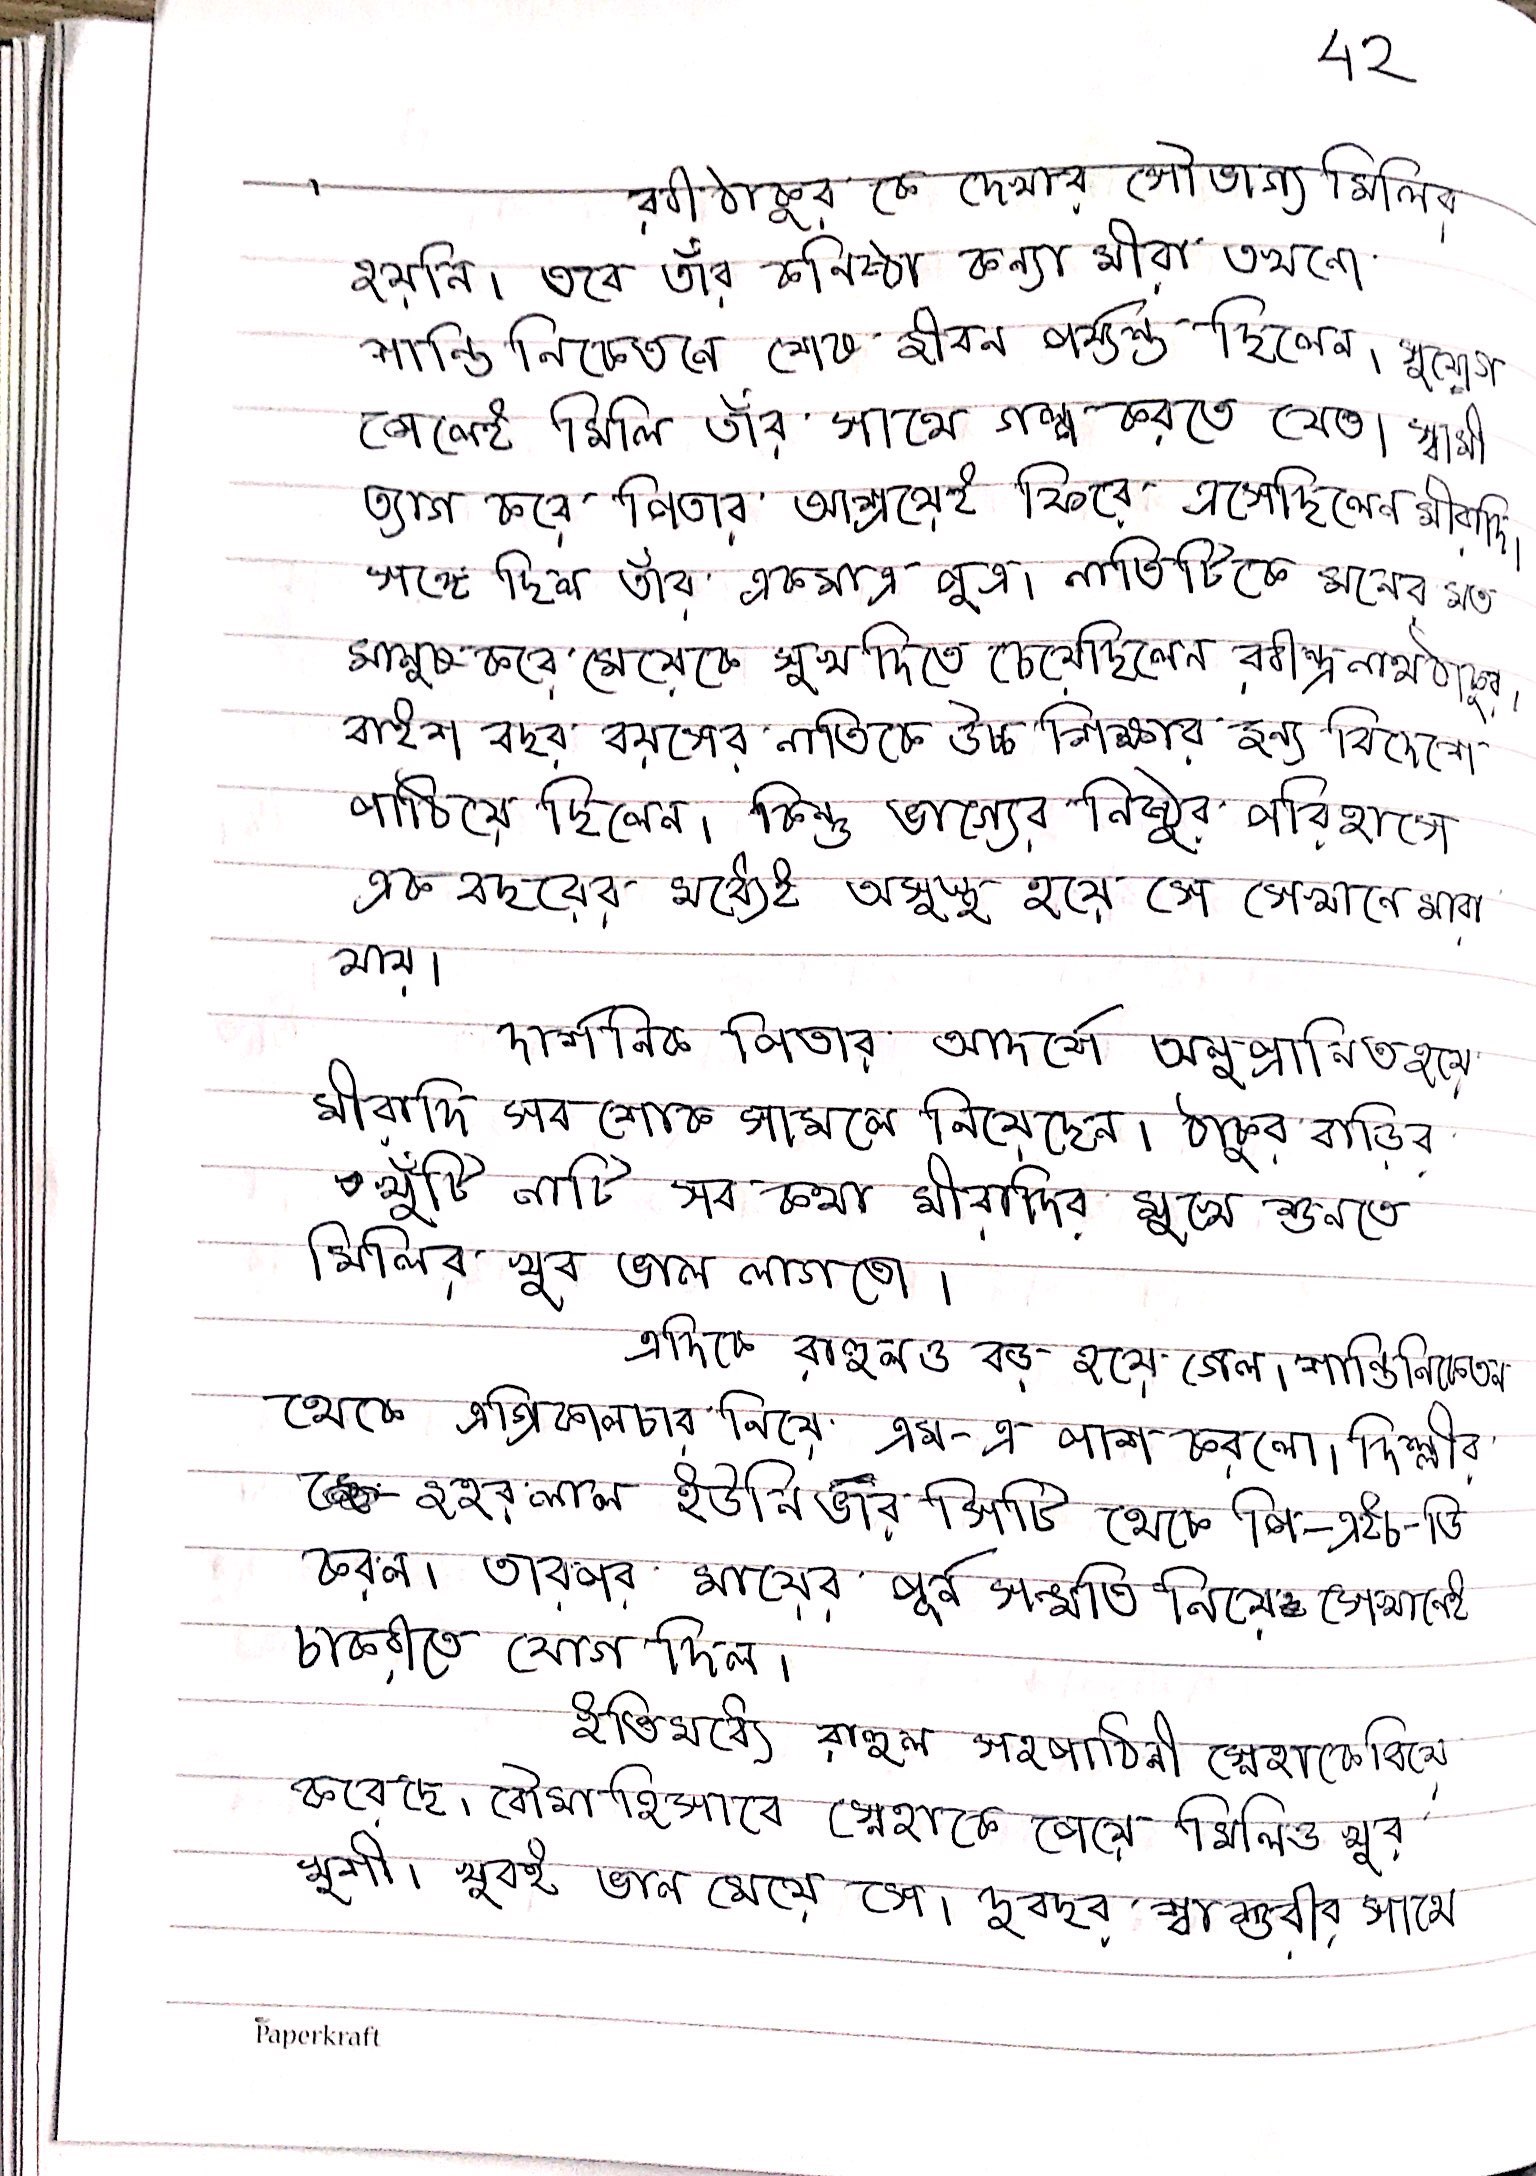 42
রবীঠাকুর কে দেখার সৌভাগ্য মিলির
হয়নি। তবে তাঁর কনিষ্ঠা কন্যা মীরা তখনো
শান্তি নিকেতনে শেষ জীবন পর্য্যন্ত ছিলেন। সুযোগ
পেলেই মিলি তাঁর সাথে গল্প করতে যেত। স্বামী
ত্যাগ করে পিতার আশ্রয়েই ফিরে এসেছিলেন মীরাদি।
সঙ্গে ছিল তাঁর একমাত্র পুত্র। নাতিটিকে মনের মত
মানুষ করে মেয়েকে সুখ দিতে চেয়েছিলেন রবীন্দ্রনাথ ঠাকুর।
বাইশ বছর বয়সের নাতিকে উচ্চ শিক্ষার জন্য বিদেশে
পাঠিয়ে ছিলেন। কিন্তু ভাগ্যের নিষ্ঠুর পরিহাসে
এক বছরের মধ্যেই অসুস্থ হয়ে সে সেখানে মারা
যায়।
দার্শনিক পিতার আদর্শে অনুপ্রানিত হয়ে
মীরাদি সব শোক সামলে নিয়েছেন। ঠাকুর বাড়ির
খুঁটি নাটি সব কথা মীরাদির মুখে শুনতে
মিলির খুব ভাল লাগতো।
এদিকে রাহুলও বড় হয়ে গেল। শান্তিনিকেতন
থেকে এগ্রিকালচার নিয়ে এম-এ পাশ করলো। দিল্লীর
জহরলাল ইউনিভার সিটি থেকে পি-এইচ-ডি
করল। তারপর মায়ের পূর্ন সম্মতি নিয়ে সেখানেই
চাকরীতে যোগ দিল।
ইতিমধ্যে রাহুল সহপাঠিনী স্নেহাকে বিয়ে
করেছে। বৌমা হিসাবে স্নেহাকে পেয়ে মিলিও খুব
খুশী। খুবই ভাল মেয়ে সে। দুবছর শ্বাশুরীর সাথে
Paperkraft